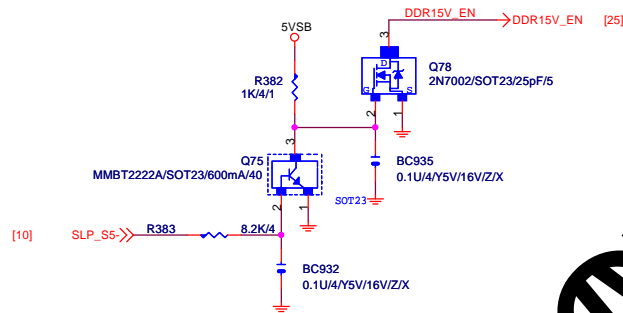 DDR15V_EN
DDR15V_EN [25]
5VSB
3
Q78
2N7002/SOT23/25pF/5
D
G S
R382
1K/4/1
2 1
3
Q75
MMBT2222A/SOT23/600mA/40
BC935
0.1U/4/Y5V/16V/Z/X
SOT23
2 1
[10] SLP_S5- R383 8.2K/4
BC932
0.1U/4/Y5V/16V/Z/X